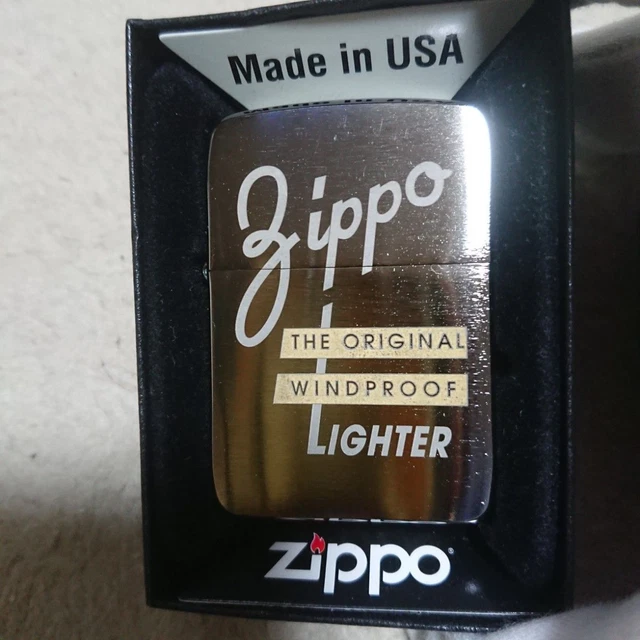 Made in USA
Zippo
THE ORIGINAL
WINDPROOF
LIGHTER
zippo